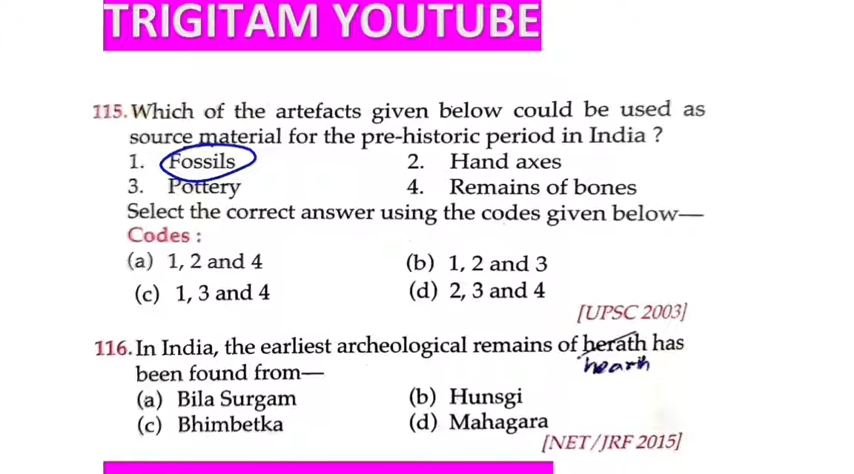 TRIGITAM YOUTUBE
115. Which of the artefacts given below could be used as
source material for the pre-historic period in India ?
1. Fossils 2. Hand axes
3. Pottery 4. Remains of bones
Select the correct answer using the codes given below—
Codes :
(a) 1, 2 and 4 (b) 1, 2 and 3
(c) 1, 3 and 4 (d) 2, 3 and 4
[UPSC 2003]
116. In India, the earliest archeological remains of herath has
hearth
been found from—
(a) Bila Surgam (b) Hunsgi
(c) Bhimbetka (d) Mahagara
[NET/JRF 2015]